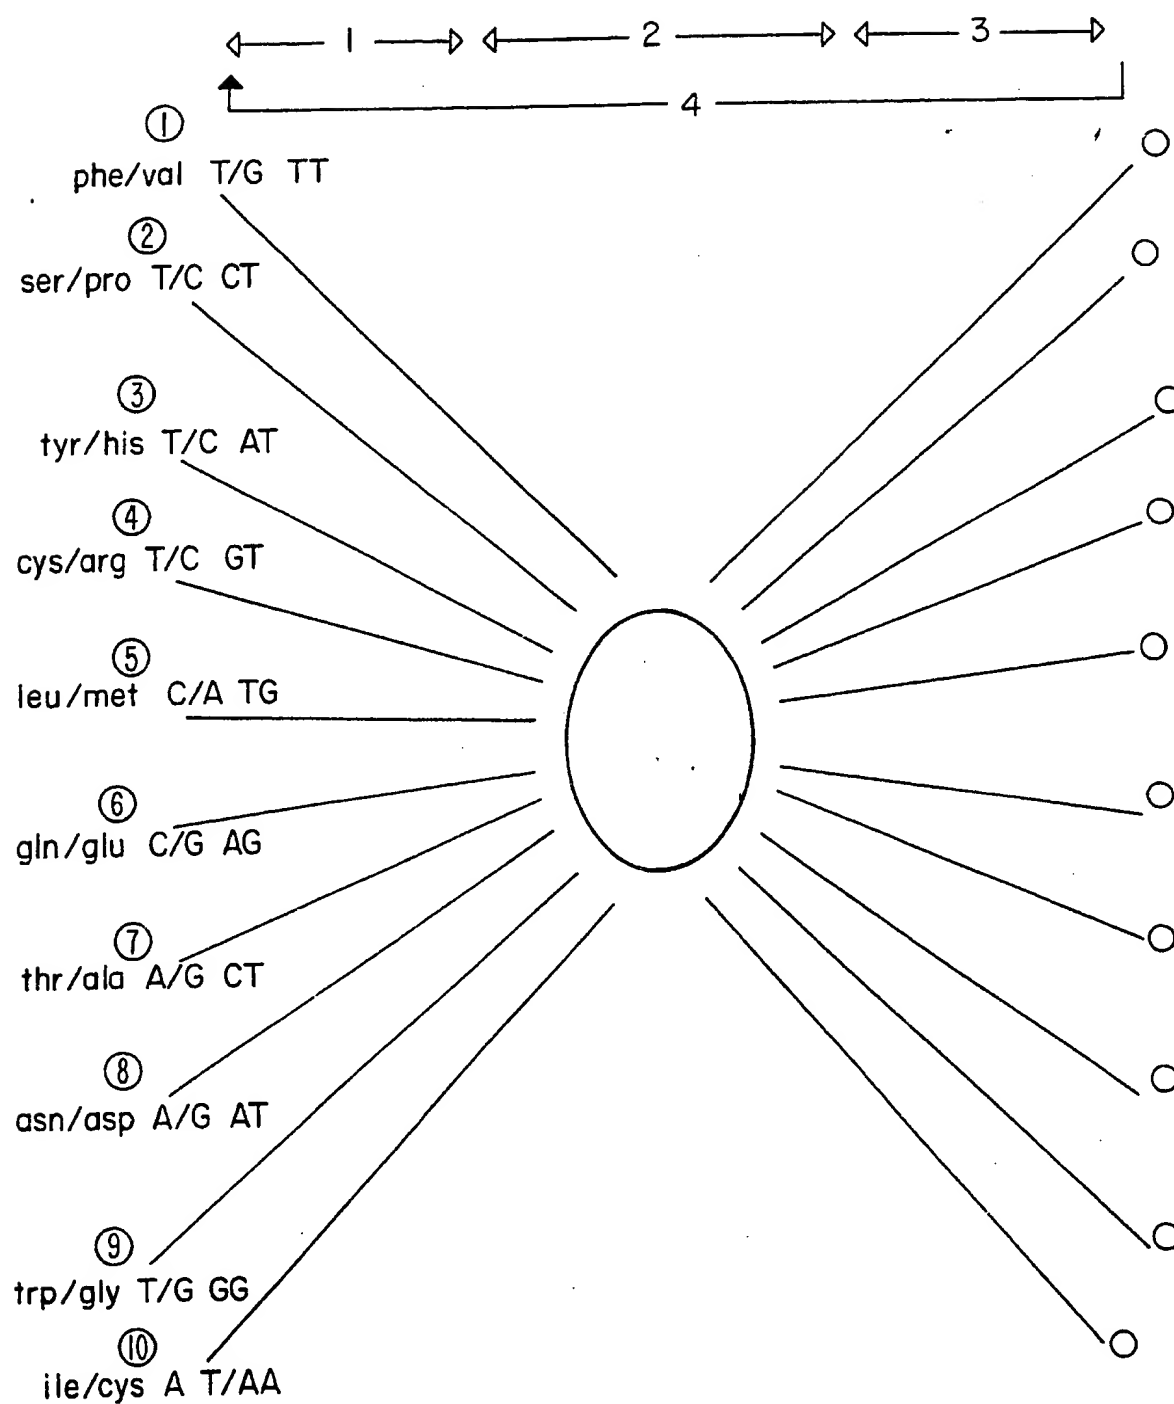 1 2 3
4
①
phe/val T/G TT
②
ser/pro T/C CT
③
tyr/his T/C AT
④
cys/arg T/C GT
⑤
leu/met C/A TG
⑥
gln/glu C/G AG
⑦
thr/ala A/G CT
⑧
asn/asp A/G AT
⑨
trp/gly T/G GG
⑩
ile/cys A T/AA